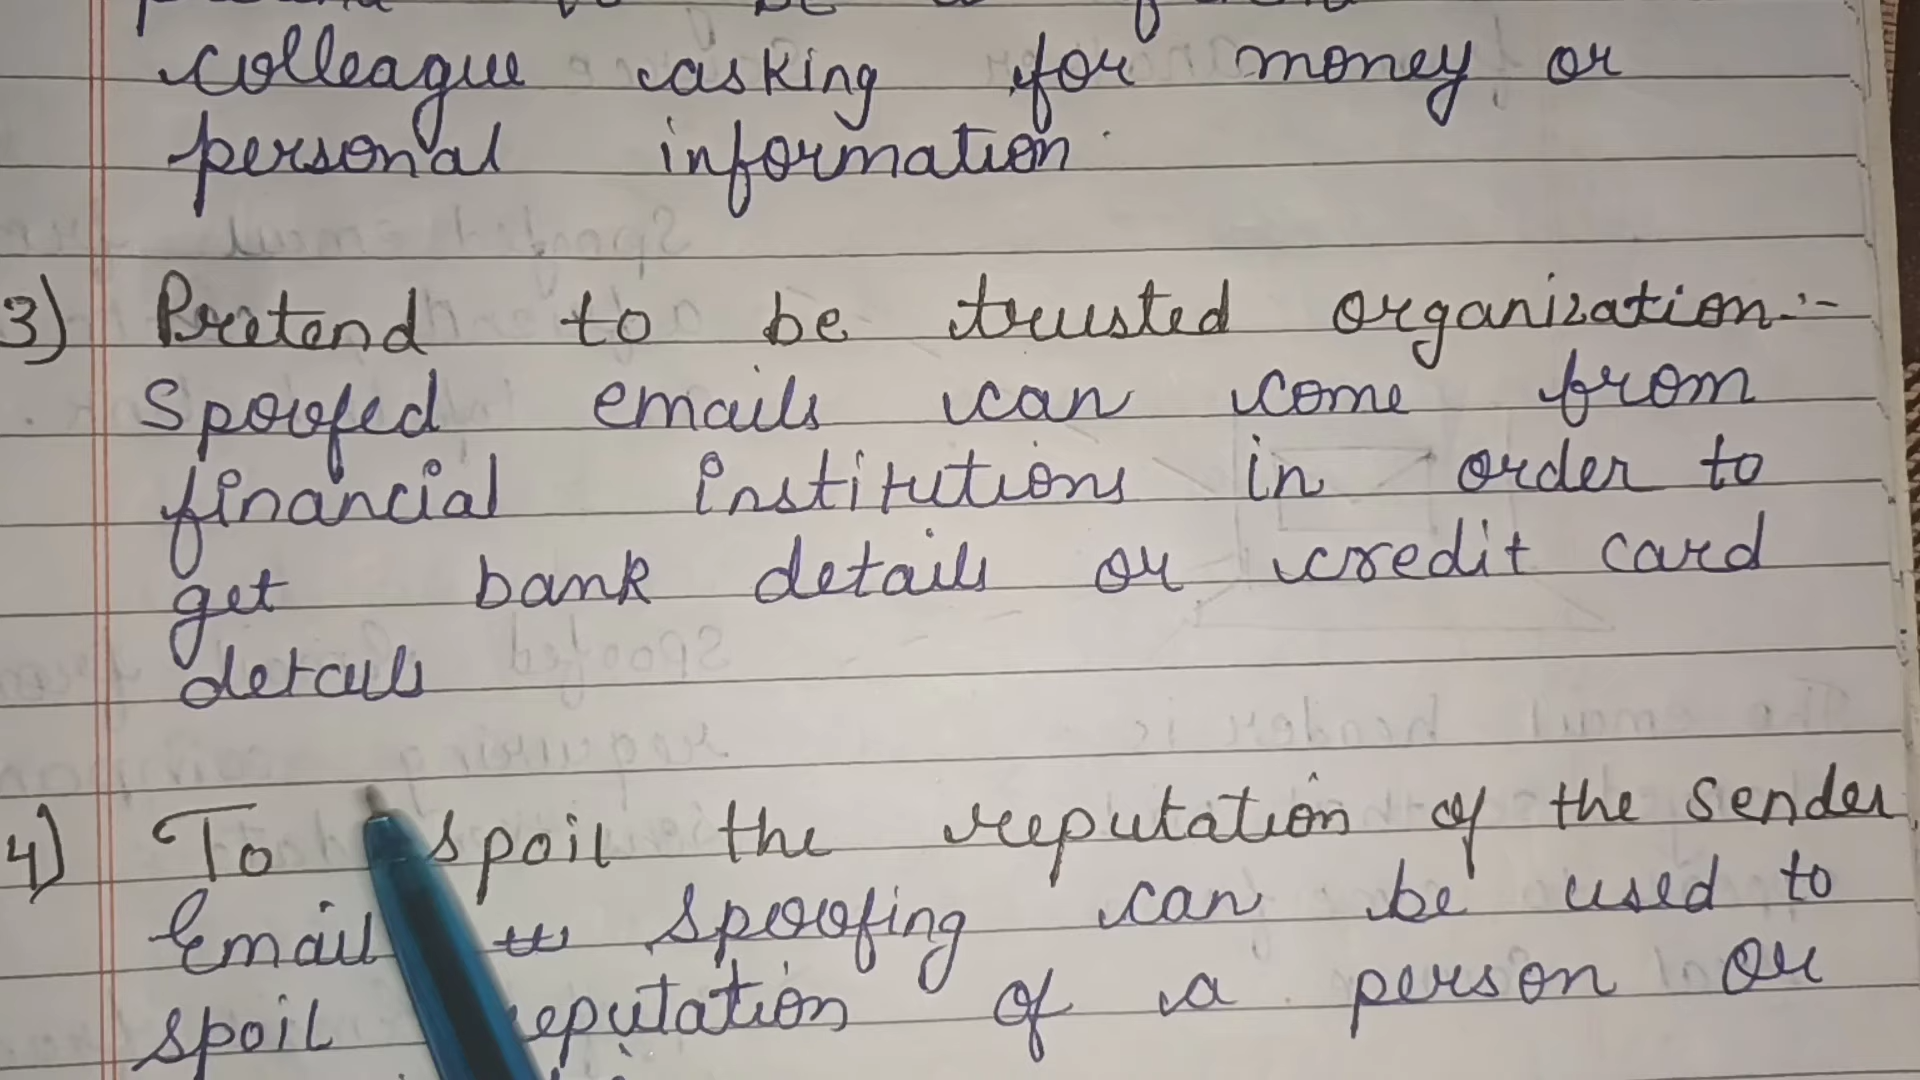 colleague asking for money or
personal information
3) Pretend to be trusted organization:-
Spoofed emails can come from
financial institutions in order to
get bank details or credit card
details
4) To spoil the reputation of the sender
Email spoofing can be used to
spoil reputation of a person or